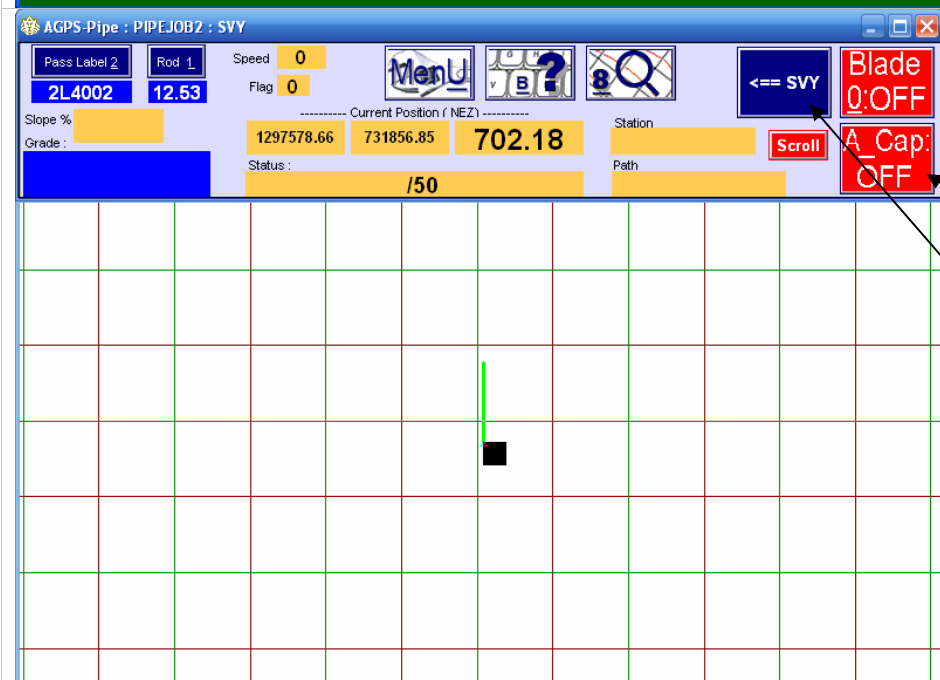 AGPS-Pipe : PIPEJOB2 : SVY
Pass Label 2
2L4002
Rod 1
12.53
Speed 0
Flag 0
MenU
B ?
8
<== SVY
Blade
0:OFF
Slope %
Grade :
---------- Current Position ( NEZ) ----------
1297578.66 731856.85 702.18
Status :
/50
Station
Path
Scroll
A_Cap:
OFF